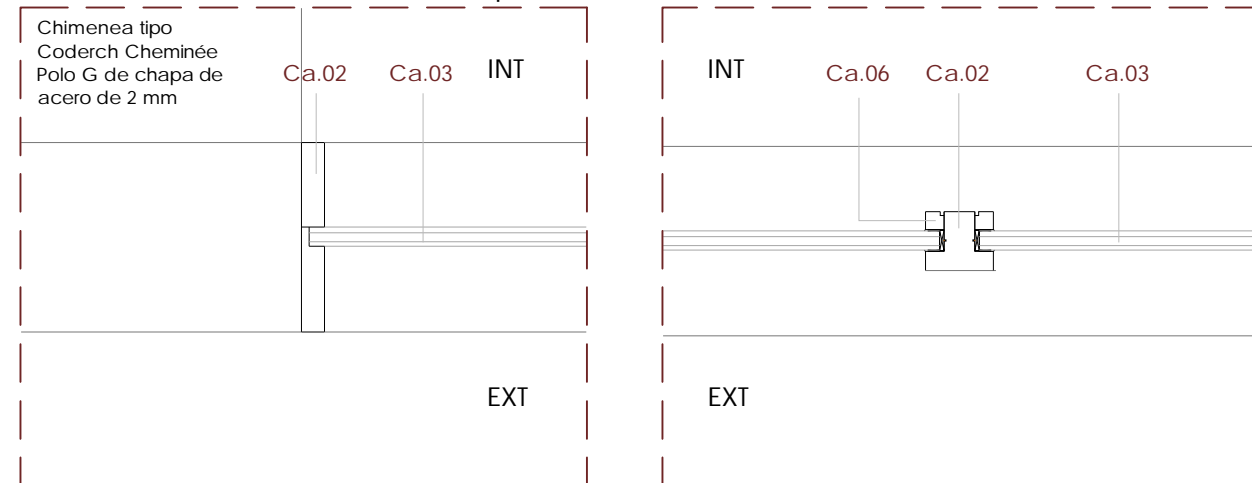 Chimenea tipo
Coderch Cheminée
Polo G de chapa de
acero de 2 mm
Ca.02
Ca.03
INT
EXT
INT
Ca.06
Ca.02
Ca.03
EXT